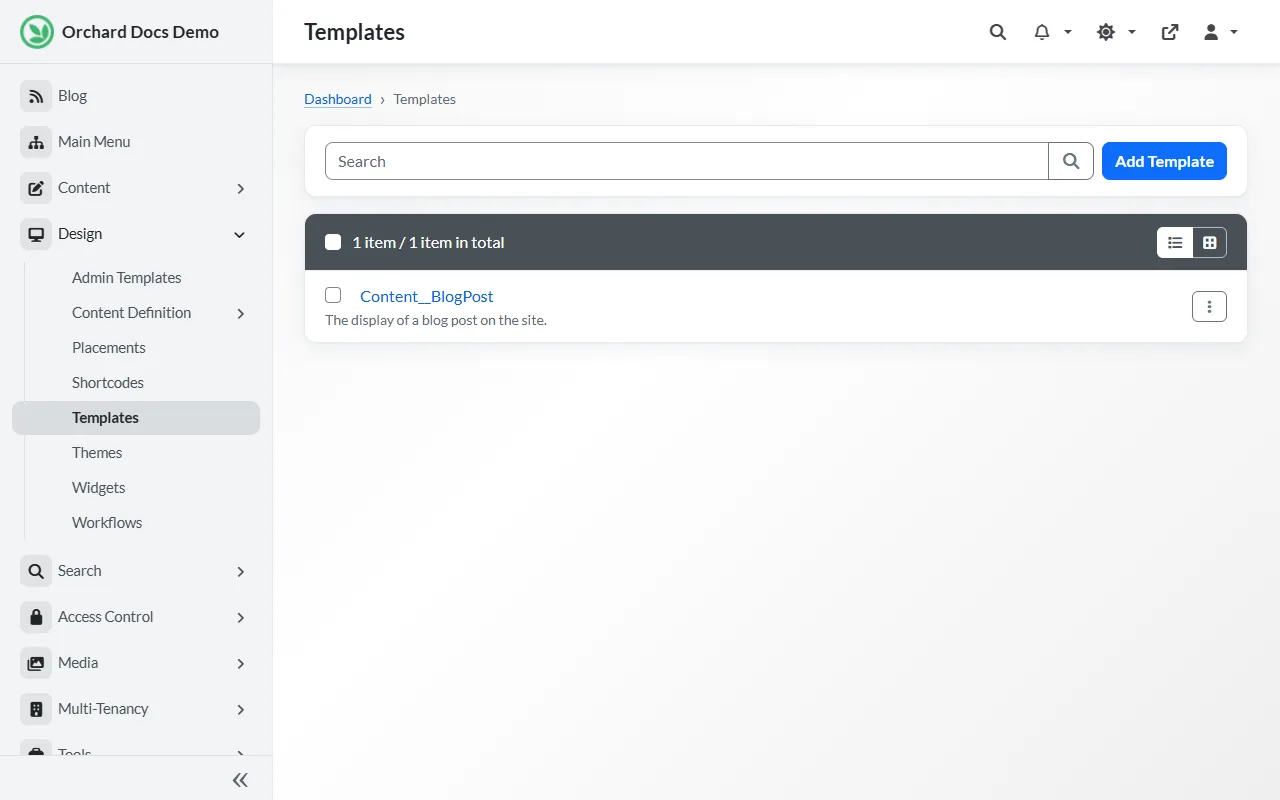 Orchard Docs Demo
Templates
Blog
Main Menu
Content
Design
Admin Templates
Content Definition
Placements
Shortcodes
Templates
Themes
Widgets
Workflows
Search
Access Control
Media
Multi-Tenancy
Tools
Dashboard › Templates
Search
Add Template
1 item / 1 item in total
Content__BlogPost
The display of a blog post on the site.